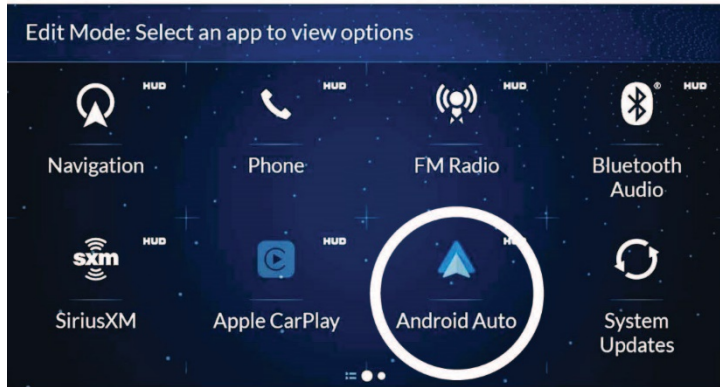 Edit Mode: Select an app to view options
HUD HUD HUD HUD
Navigation Phone FM Radio Bluetooth
Audio
sxm HUD HUD HUD
SiriusXM Apple CarPlay Android Auto System
Updates